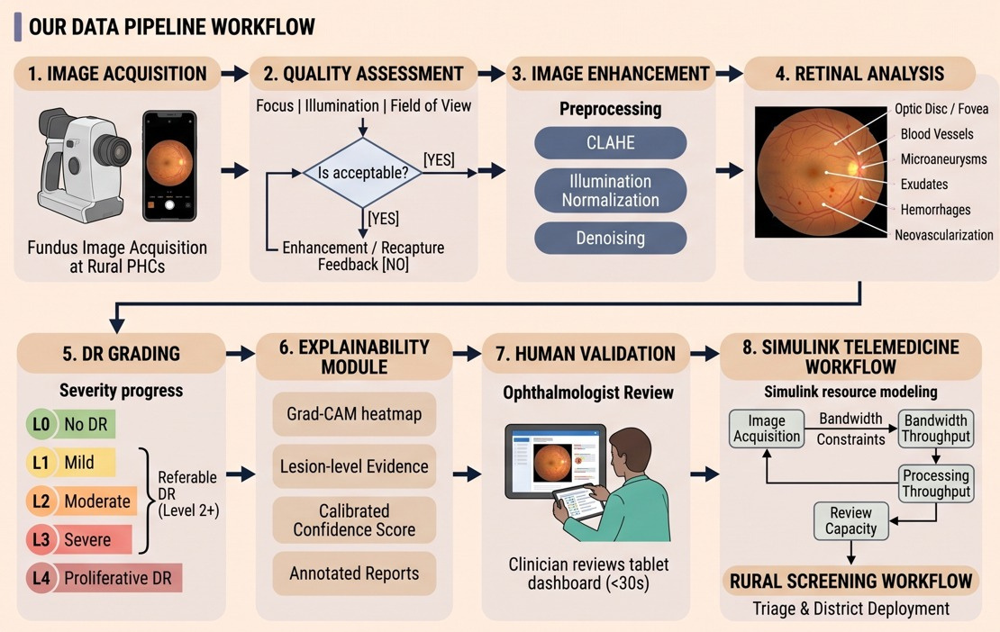 OUR DATA PIPELINE WORKFLOW
1. IMAGE ACQUISITION
Fundus Image Acquisition
at Rural PHCs
2. QUALITY ASSESSMENT
Focus | Illumination | Field of View
Is acceptable?
[YES]
[YES]
Enhancement / Recapture
Feedback [NO]
3. IMAGE ENHANCEMENT
Preprocessing
CLAHE
Illumination
Normalization
Denoising
4. RETINAL ANALYSIS
Optic Disc / Fovea
Blood Vessels
Microaneurysms
Exudates
Hemorrhages
Neovascularization
5. DR GRADING
Severity progress
L0 No DR
L1 Mild
L2 Moderate
L3 Severe
L4 Proliferative DR
Referable
DR
(Level 2+)
6. EXPLAINABILITY
MODULE
Grad-CAM heatmap
Lesion-level Evidence
Calibrated
Confidence Score
Annotated Reports
7. HUMAN VALIDATION
Ophthalmologist Review
Clinician reviews tablet
dashboard (<30s)
8. SIMULINK TELEMEDICINE
WORKFLOW
Simulink resource modeling
Image
Acquisition
Bandwidth
Constraints
Bandwidth
Throughput
Processing
Throughput
Review
Capacity
RURAL SCREENING WORKFLOW
Triage & District Deployment